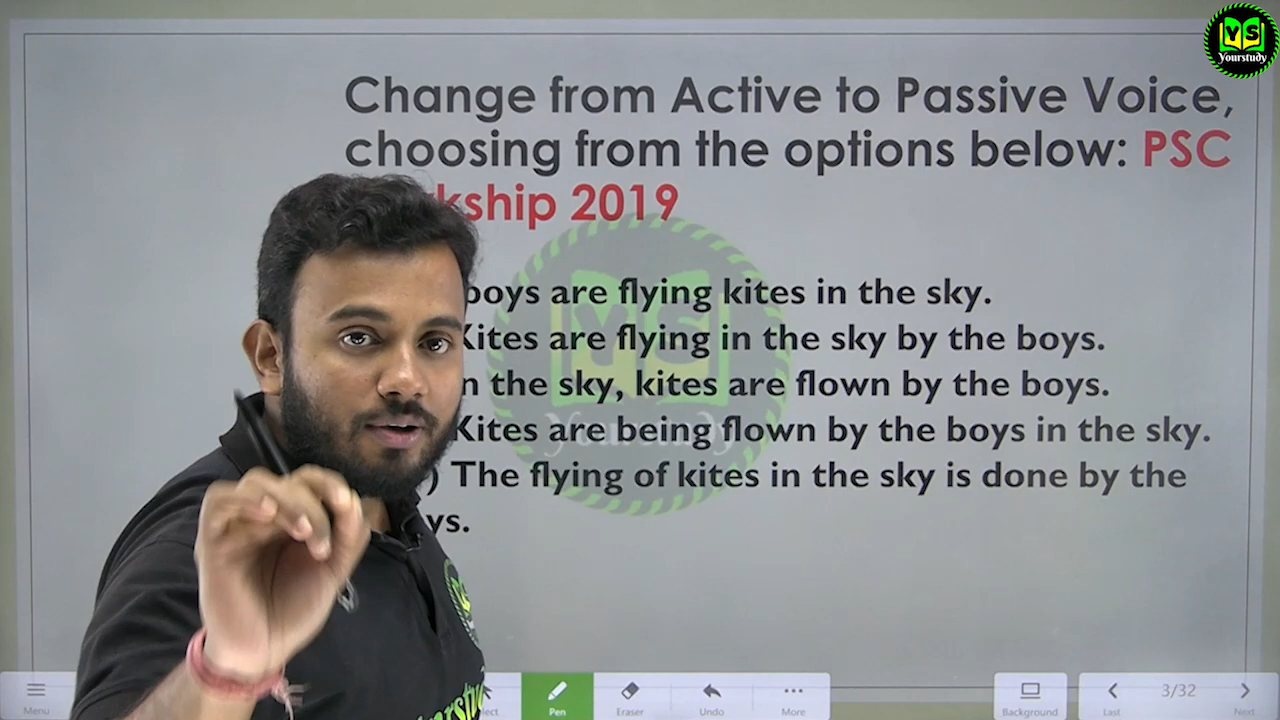 YS
Yourstudy
Change from Active to Passive Voice,
choosing from the options below: PSC
kship 2019
boys are flying kites in the sky.
Kites are flying in the sky by the boys.
n the sky, kites are flown by the boys.
Kites are being flown by the boys in the sky.
) The flying of kites in the sky is done by the
ys.
YS
Yourstudy
Menu
Pen
Eraser
Undo
More
Background
Last
3/32
Next